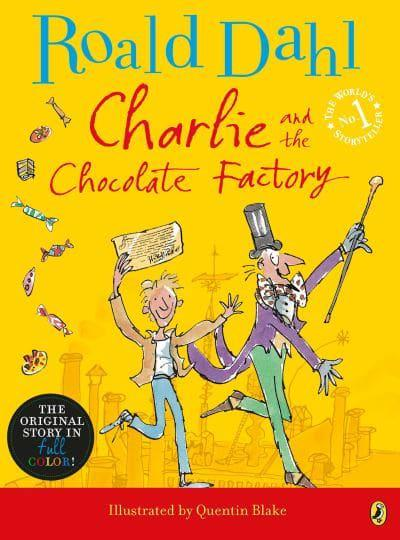 Roald Dahl
THE WORLD'S
No.1
STORYTELLER
Charlie and the
Chocolate Factory
THE
ORIGINAL
STORY IN
full
COLOR!
Illustrated by Quentin Blake